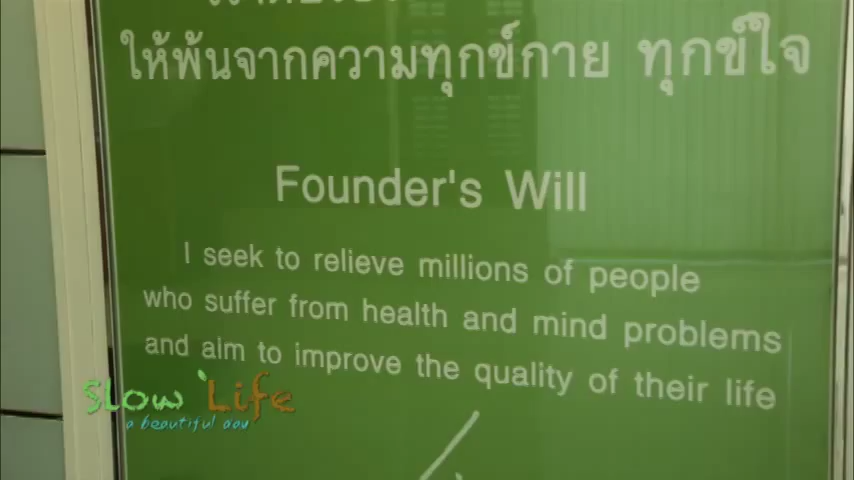 ให้พ้นจากความทุกข์กาย ทุกข์ใจ
Founder's Will
I seek to relieve millions of people
who suffer from health and mind problems
and aim to improve the quality of their life
SLow Life
a beautiful day